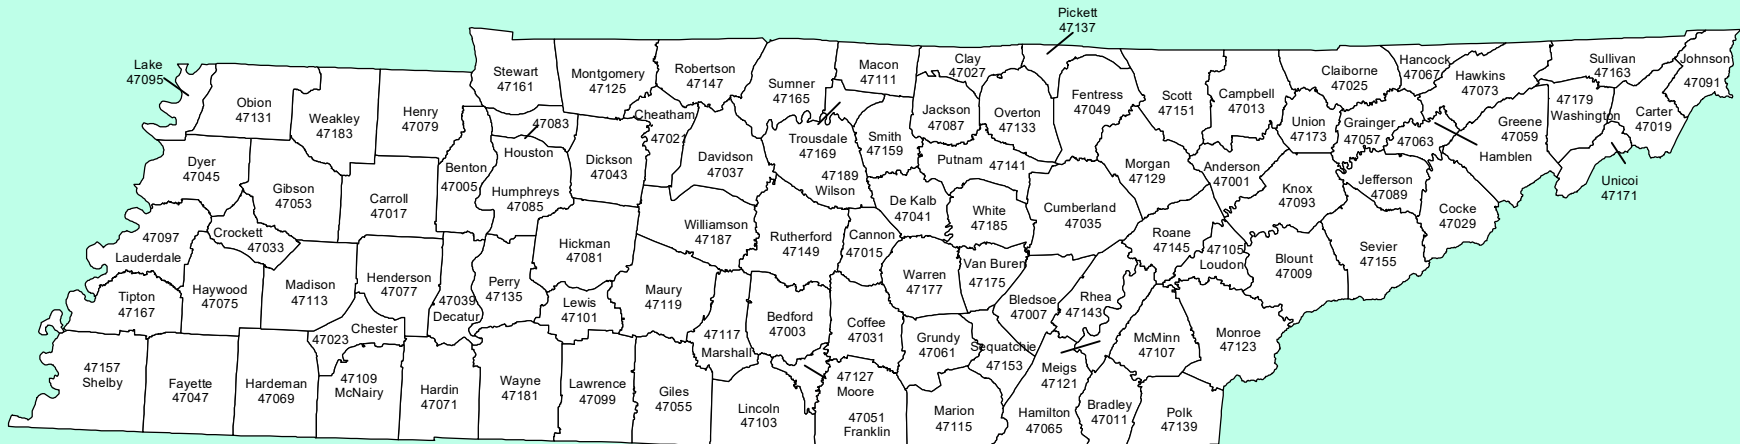 Pickett
47137
Lake
47095
Obion
47131
Weakley
47183
Henry
47079
Stewart
47161
Montgomery
47125
Robertson
47147
Sumner
47165
Macon
47111
Clay
47027
Jackson
47087
Overton
47133
Fentress
47049
Scott
47151
Campbell
47013
Claiborne
47025
Hancock
47067
Hawkins
47073
Sullivan
47163
Johnson
47091
Carter
47019
47179
Washington
Unicoi
47171
Greene
47059
Hamblen
47063
Grainger
47057
Union
47173
Dyer
47045
Gibson
47053
Carroll
47017
Benton
47005
47083
Houston
Humphreys
47085
Dickson
47043
Cheatham
47021
Davidson
47037
Trousdale
47169
47189
Wilson
Smith
47159
Putnam 47141
De Kalb
47041
White
47185
Cumberland
47035
Morgan
47129
Anderson
47001
Knox
47093
Jefferson
47089
Cocke
47029
Sevier
47155
Blount
47009
47105
Loudon
Roane
47145
47097
Lauderdale
Crockett
47033
Tipton
47167
Haywood
47075
Madison
47113
Henderson
47077
47039
Decatur
Perry
47135
Hickman
47081
Lewis
47101
Williamson
47187
Maury
47119
Rutherford
47149
Cannon
47015
Warren
47177
Van Buren
47175
Bledsoe
47007
Rhea
47143
47117
Marshall
Bedford
47003
Coffee
47031
Grundy
47061
Sequatchie
47153
Meigs
47121
McMinn
47107
Monroe
47123
47157
Shelby
Fayette
47047
Hardeman
47069
Chester
47023
47109
McNairy
Hardin
47071
Wayne
47181
Lawrence
47099
Giles
47055
Lincoln
47103
47127
Moore
47051
Franklin
Marion
47115
Hamilton
47065
Bradley
47011
Polk
47139